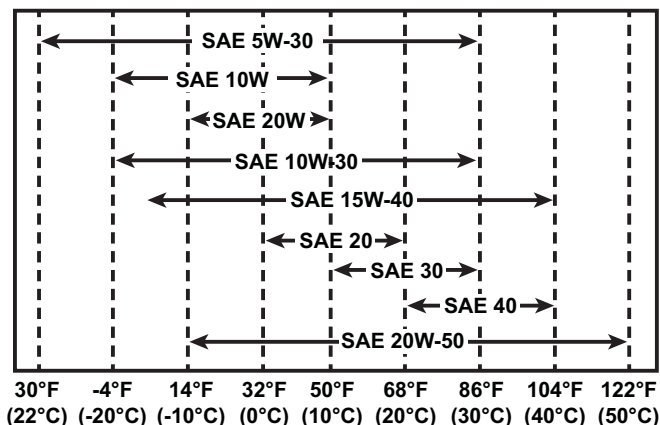 SAE 5W-30
SAE 10W
SAE 20W
SAE 10W-30
SAE 15W-40
SAE 20
SAE 30
SAE 40
SAE 20W-50
30°F -4°F 14°F 32°F 50°F 68°F 86°F 104°F 122°F
(22°C) (-20°C) (-10°C) (0°C) (10°C) (20°C) (30°C) (40°C) (50°C)